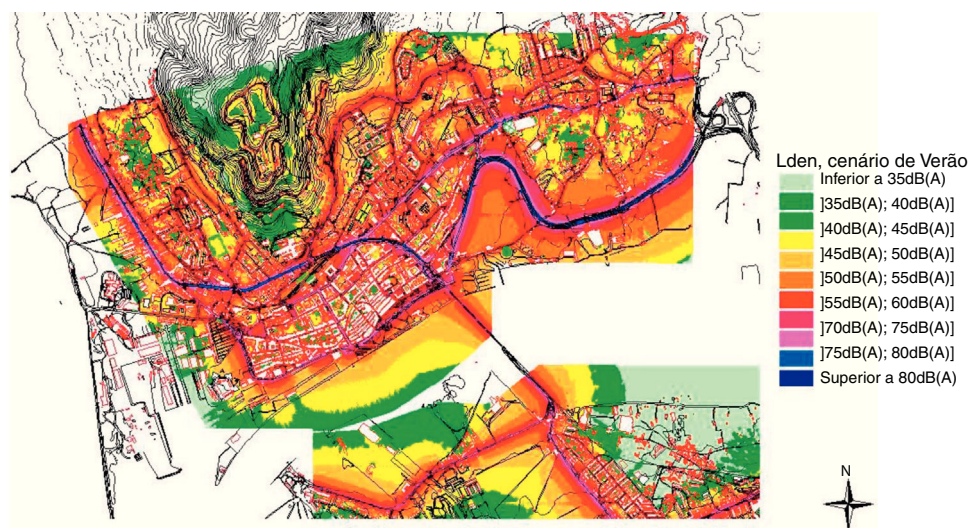 Lden, cenário de Verão
Inferior a 35dB(A)
]35dB(A); 40dB(A)]
]40dB(A); 45dB(A)]
]45dB(A); 50dB(A)]
]50dB(A); 55dB(A)]
]55dB(A); 60dB(A)]
]70dB(A); 75dB(A)]
]75dB(A); 80dB(A)]
Superior a 80dB(A)
N